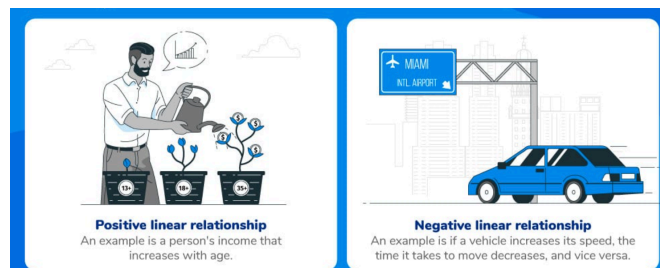 MIAMI
INTL. AIRPORT
13+
18+
35+
$
$
$
$
Positive linear relationship
An example is a person's income that
increases with age.
Negative linear relationship
An example is if a vehicle increases its speed, the
time it takes to move decreases, and vice versa.